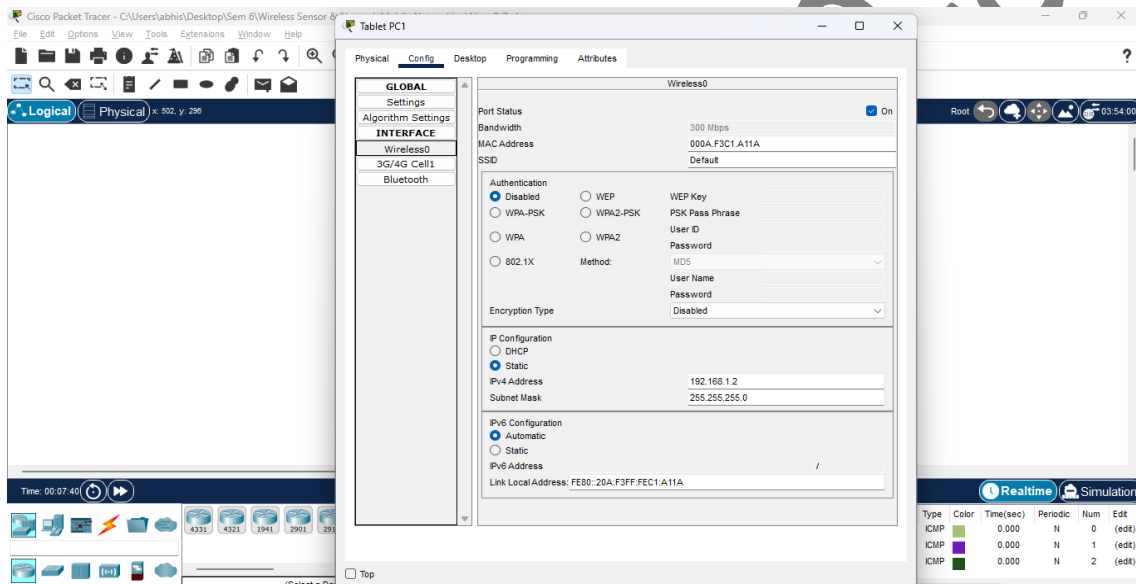 Cisco Packet Tracer - C:\Users\abhis\Desktop\Sem 6\Wireless Sensor &
File Edit Options View Tools Extensions Window Help
Logical Physical x: 502, y: 296
Root 03:54:00
Time: 00:07:40
4331 4321 1941 2901 291
Realtime Simulation
Type Color Time(sec) Periodic Num Edit
ICMP 0.000 N 0 (edit)
ICMP 0.000 N 1 (edit)
ICMP 0.000 N 2 (edit)
Tablet PC1
Physical Config Desktop Programming Attributes
GLOBAL
Settings
Algorithm Settings
INTERFACE
Wireless0
3G/4G Cell1
Bluetooth
Wireless0
Port Status On
Bandwidth 300 Mbps
MAC Address 000A.F3C1.A11A
SSID Default
Authentication
Disabled WEP WEP Key
WPA-PSK WPA2-PSK PSK Pass Phrase
User ID
WPA WPA2
Password
802.1X Method: MD5
User Name
Password
Encryption Type Disabled
IP Configuration
DHCP
Static
IPv4 Address 192.168.1.2
Subnet Mask 255.255.255.0
IPv6 Configuration
Automatic
Static
IPv6 Address /
Link Local Address: FE80::20A:F3FF:FEC1:A11A
Top